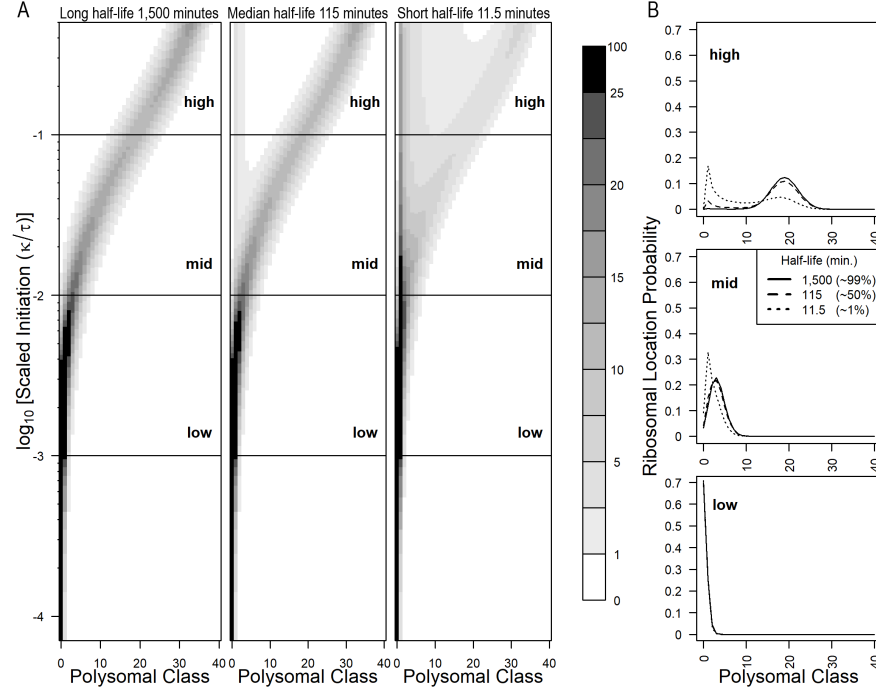 A
Long half-life 1,500 minutes
Median half-life 115 minutes
Short half-life 11.5 minutes
high
high
high
mid
mid
mid
low
low
low
log10 [Scaled Initiation (κ/τ)]
-1
-2
-3
-4
0 10 20 30 40
0 10 20 30 40
0 10 20 30 40
Polysomal Class
Polysomal Class
Polysomal Class
100
25
20
15
10
5
1
0
B
Ribosomal Location Probability
high
0.7
0.6
0.5
0.4
0.3
0.2
0.1
0
0 10 20 30 40
mid
Half-life (min.)
1,500 (~99%)
115 (~50%)
11.5 (~1%)
0.7
0.6
0.5
0.4
0.3
0.2
0.1
0
0 10 20 30 40
low
0.7
0.6
0.5
0.4
0.3
0.2
0.1
0
0 10 20 30 40
Polysomal Class